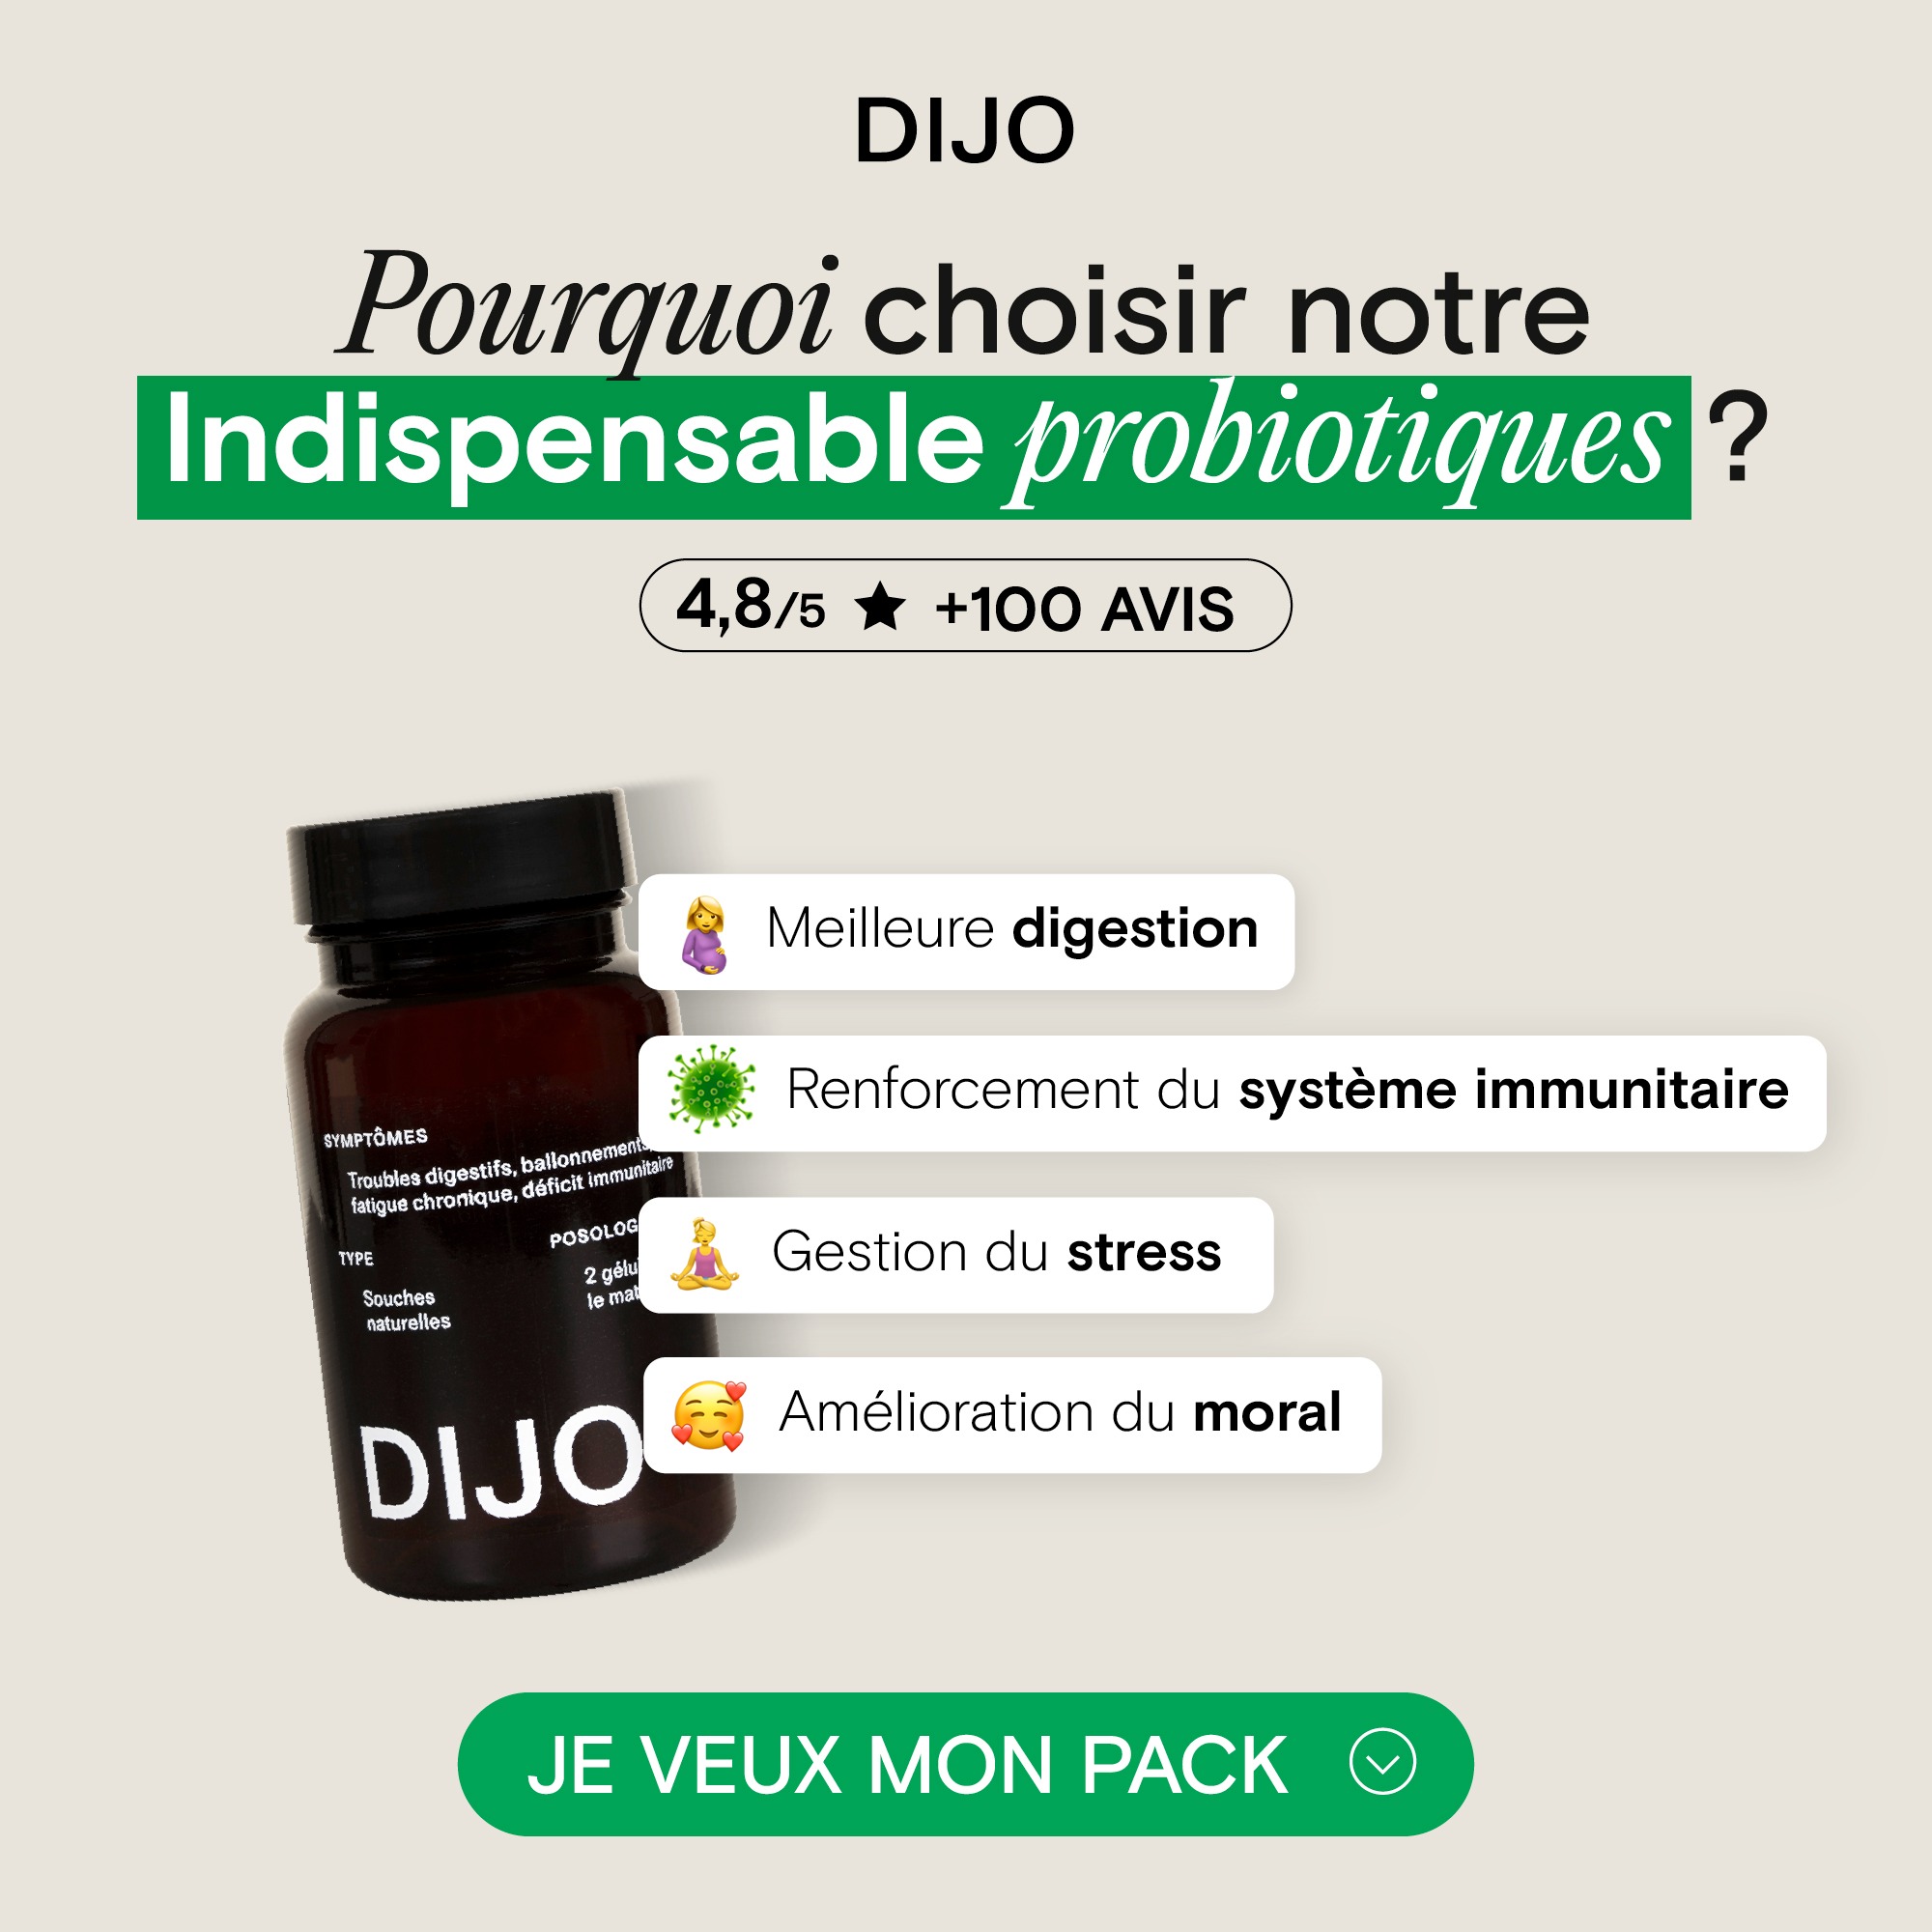 DIJO
Pourquoi choisir notre
Indispensable probiotiques ?
4,8/5 ★ +100 AVIS
Meilleure digestion
Renforcement du système immunitaire
Gestion du stress
Amélioration du moral
SYMPTÔMES
Troubles digestifs, ballonnements,
fatigue chronique, déficit immunitaire
TYPE
Souches
naturelles
2
le
DIJO
JE VEUX MON PACK